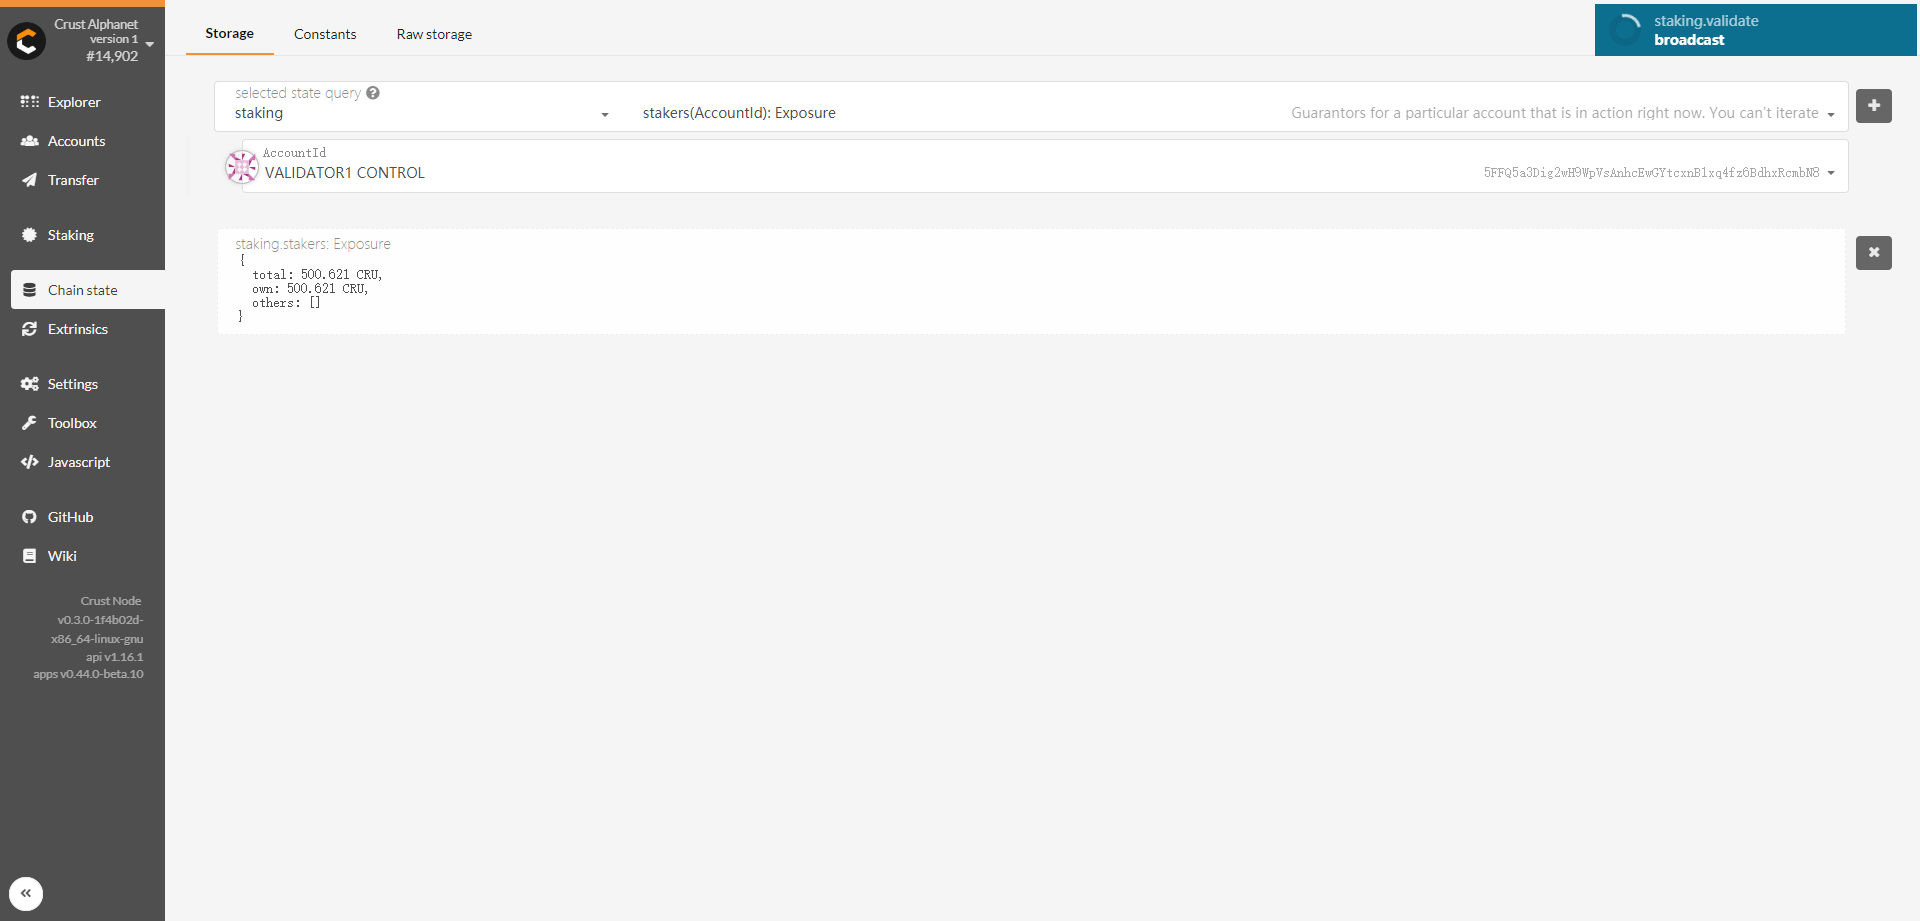 Crust Alphanet
version 1
#14,902
Explorer
Accounts
Transfer
Staking
Chain state
Extrinsics
Settings
Toolbox
Javascript
GitHub
Wiki
Crust Node
v0.3.0-1f4b02d-
x86_64-linux-gnu
api v1.16.1
apps v0.44.0-beta.10
Storage Constants Raw storage
staking.validate
broadcast
selected state query
staking stakers(AccountId): Exposure Guarantors for a particular account that is in action right now. You can't iterate
AccountId
VALIDATOR1 CONTROL 5FFQ5a3Dig2wH9WpVsAnhcEwGYtcxnB1xq4fz6BdhxRcmbN8
staking.stakers: Exposure
{
total: 500.621 CRU,
own: 500.621 CRU,
others: []
}